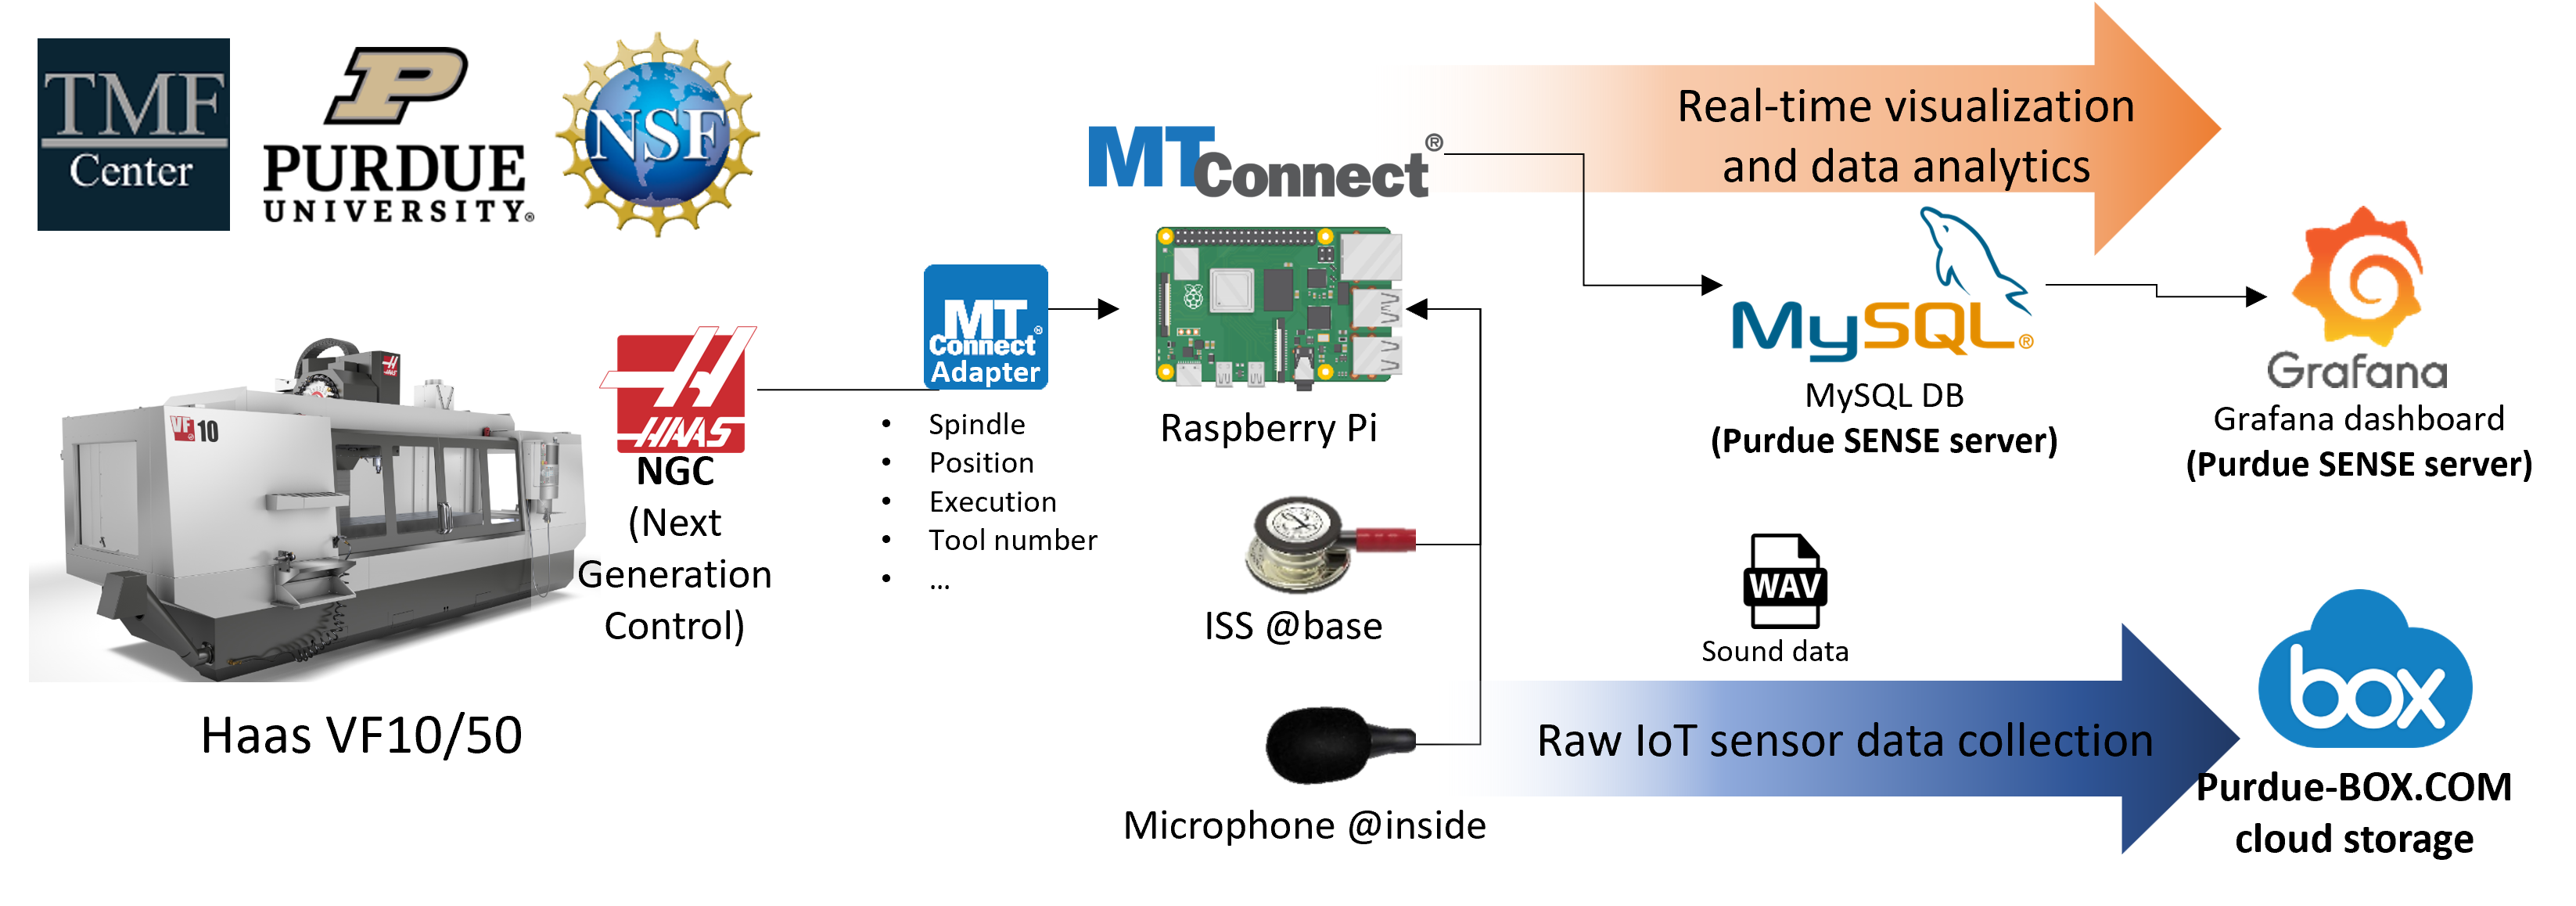 TMF
Center
P
PURDUE
UNIVERSITY®
NSF
MTConnect®
Real-time visualization
and data analytics
MT
Connect®
Adapter
HAAS
VF 10
HAAS
NGC
(Next
Generation
Control)
Haas VF10/50
• Spindle
• Position
• Execution
• Tool number
• ...
Raspberry Pi
ISS @base
Microphone @inside
MySQL®
MySQL DB
(Purdue SENSE server)
Grafana
Grafana dashboard
(Purdue SENSE server)
WAV
Sound data
Raw IoT sensor data collection
box
Purdue-BOX.COM
cloud storage